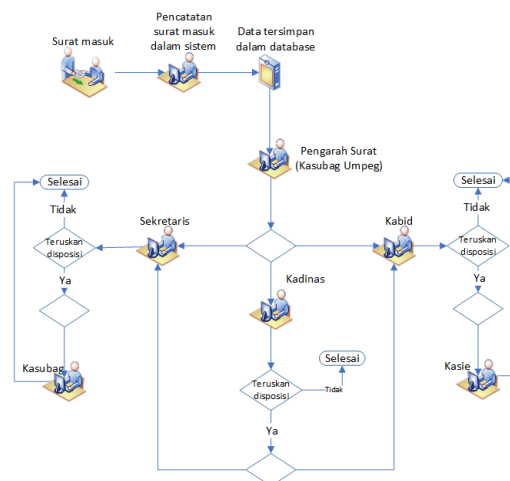 Surat masuk
Pencatatan
surat masuk
dalam sistem
Data tersimpan
dalam database
Pengarah Surat
(Kasubag Umpeg)
Selesai
Tidak
Teruskan
disposisi
Ya
Kasubag
Sekretaris
Kabid
Kadinas
Selesai
Teruskan
disposisi
Tidak
Ya
Selesai
Tidak
Teruskan
disposisi
Ya
Kasie